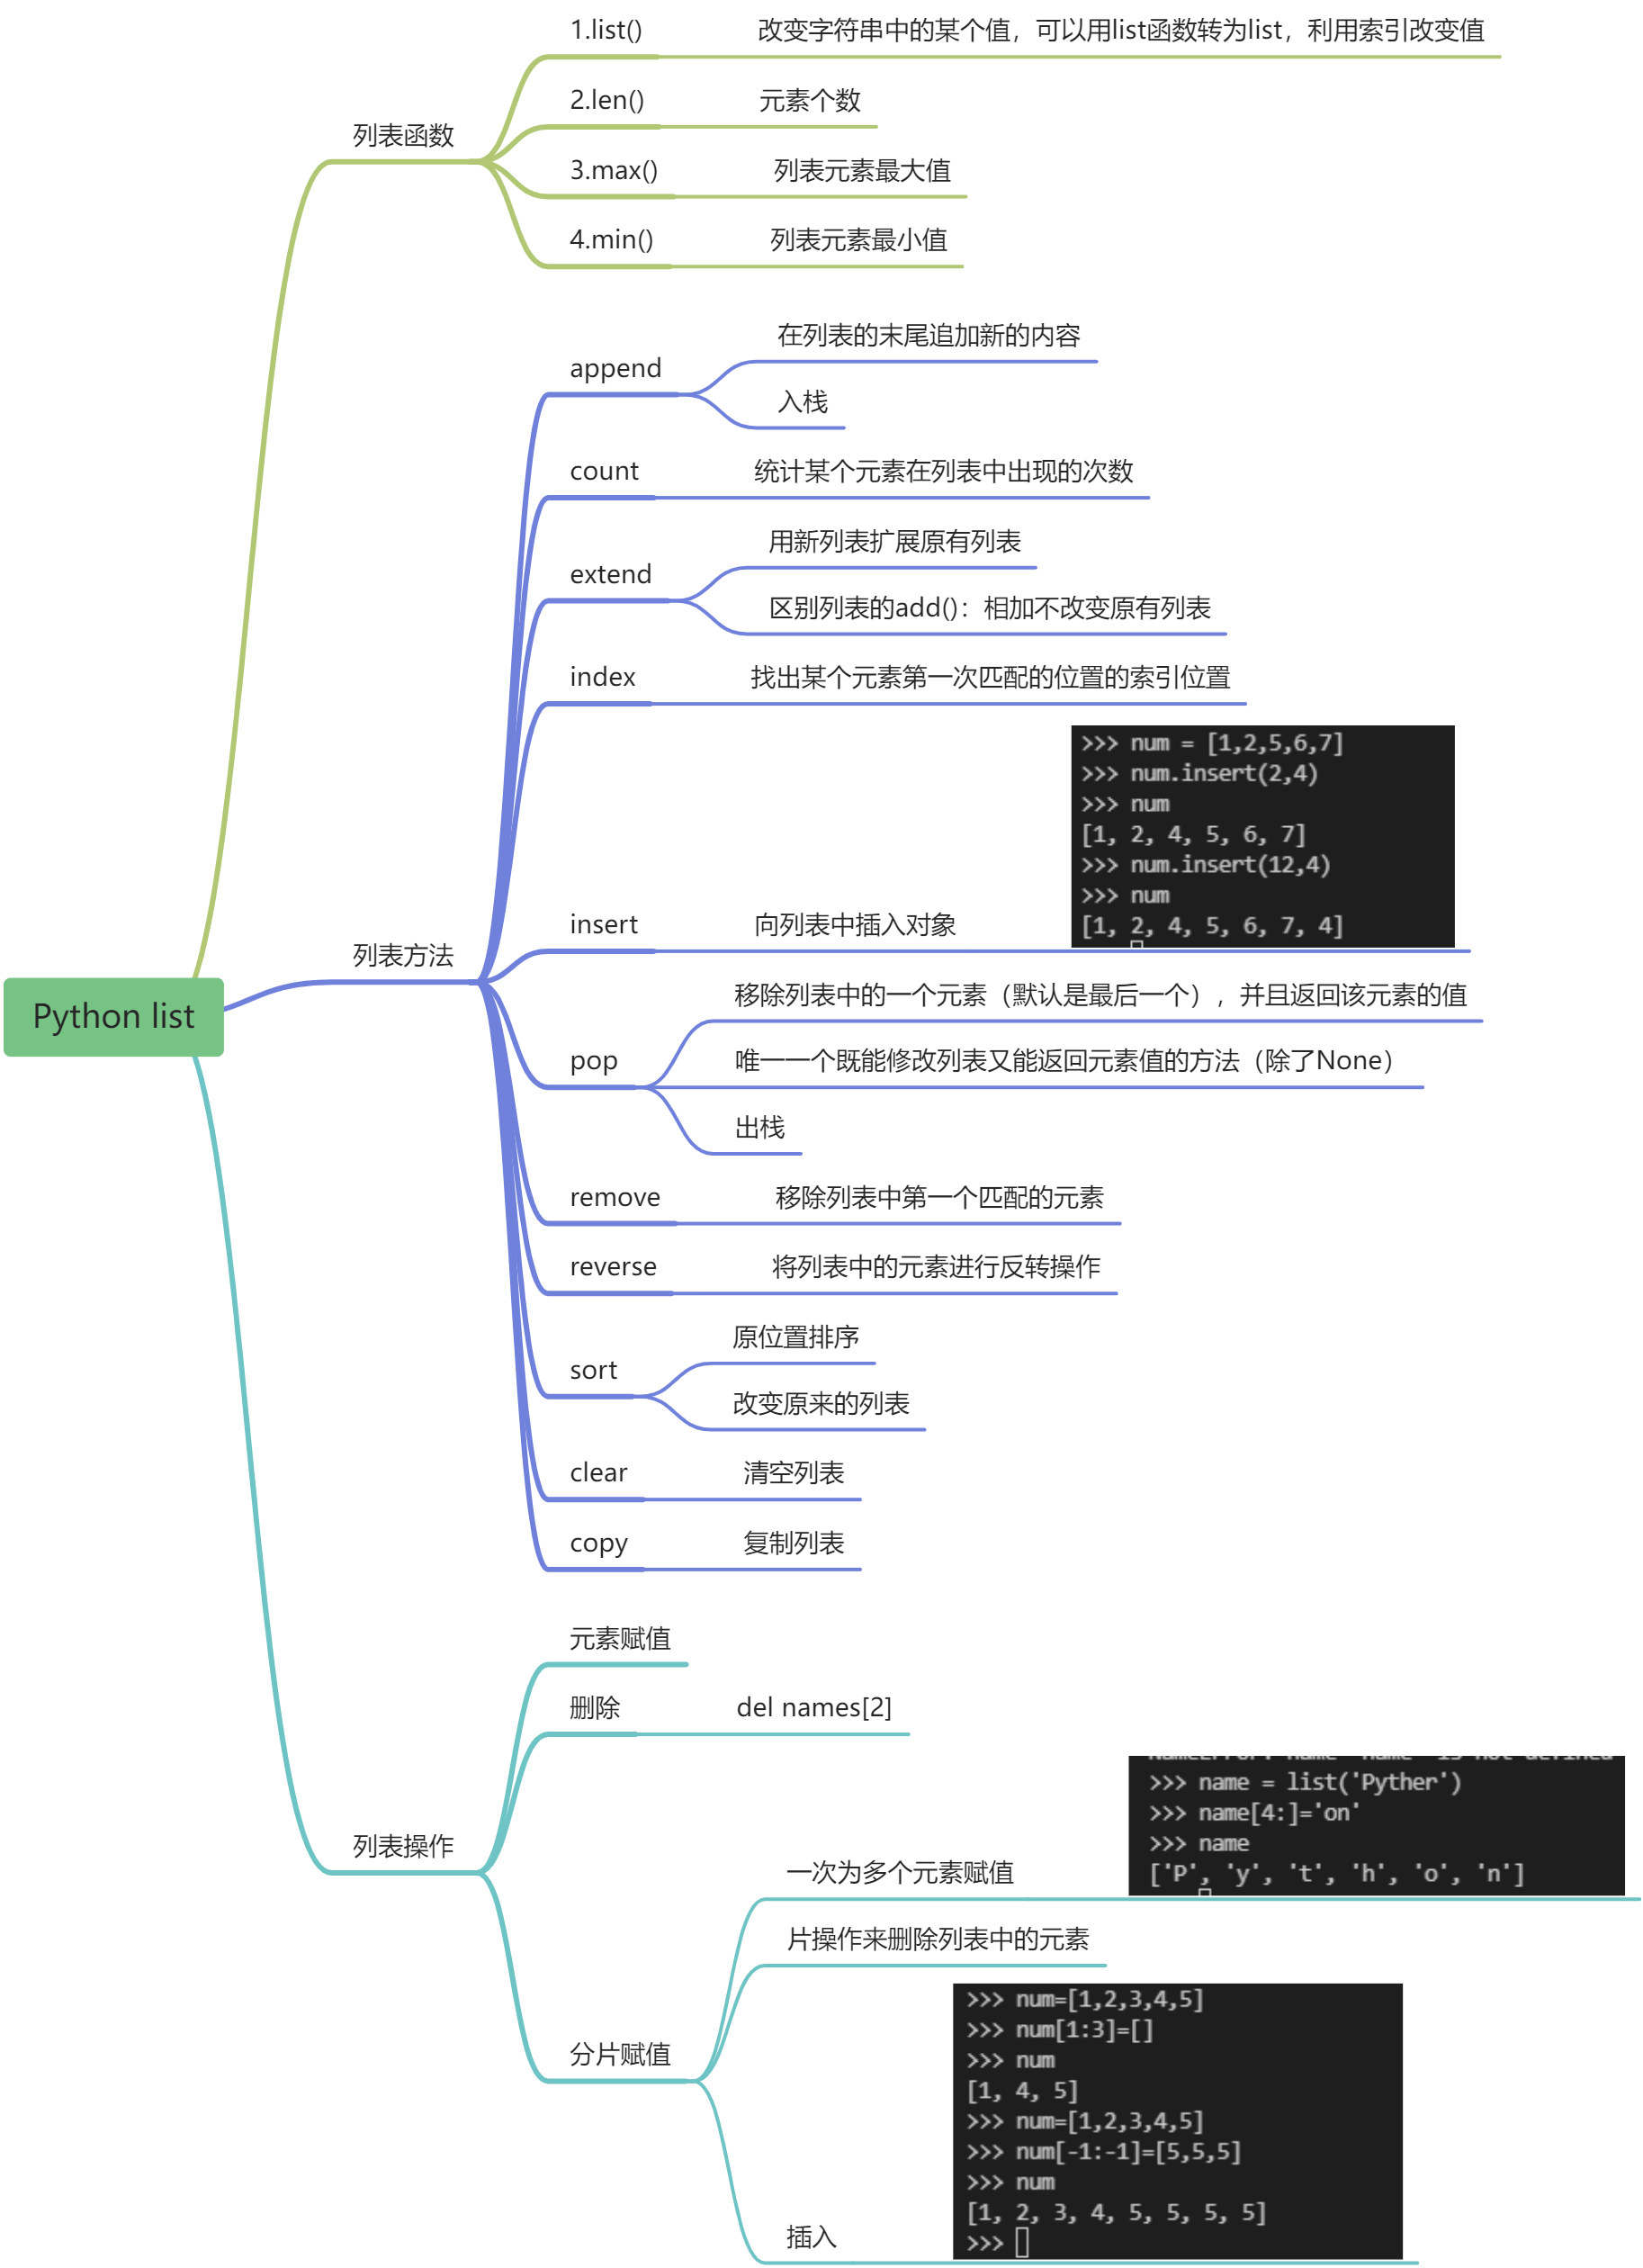 Python list
列表函数
1.list()
改变字符串中的某个值，可以用list函数转为list，利用索引改变值
2.len()
元素个数
3.max()
列表元素最大值
4.min()
列表元素最小值
列表方法
append
在列表的末尾追加新的内容
入栈
count
统计某个元素在列表中出现的次数
extend
用新列表扩展原有列表
区别列表的add()：相加不改变原有列表
index
找出某个元素第一次匹配的位置的索引位置
insert
向列表中插入对象
>>> num = [1,2,5,6,7]
>>> num.insert(2,4)
>>> num
[1, 2, 4, 5, 6, 7]
>>> num.insert(12,4)
>>> num
[1, 2, 4, 5, 6, 7, 4]
pop
移除列表中的一个元素（默认是最后一个），并且返回该元素的值
唯一一个既能修改列表又能返回元素值的方法（除了None）
出栈
remove
移除列表中第一个匹配的元素
reverse
将列表中的元素进行反转操作
sort
原位置排序
改变原来的列表
clear
清空列表
copy
复制列表
列表操作
元素赋值
删除
del names[2]
分片赋值
一次为多个元素赋值
NameError: name 'name' is not defined
>>> name = list('Pyther')
>>> name[4:]='on'
>>> name
['P', 'y', 't', 'h', 'o', 'n']
片操作来删除列表中的元素
插入
>>> num=[1,2,3,4,5]
>>> num[1:3]=[]
>>> num
[1, 4, 5]
>>> num=[1,2,3,4,5]
>>> num[-1:-1]=[5,5,5]
>>> num
[1, 2, 3, 4, 5, 5, 5, 5]
>>>